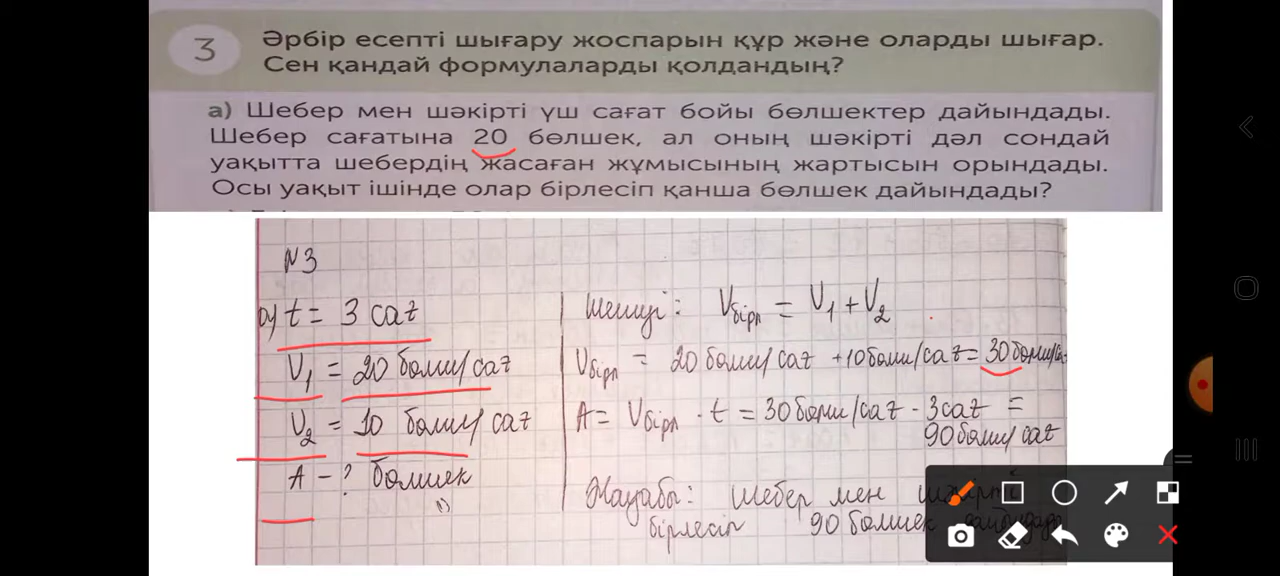 3
Әрбір есепті шығару жоспарын құр және оларды шығар.
Сен қандай формулаларды қолдандың?
а) Шебер мен шәкірті үш сағат бойы бөлшектер дайындады.
Шебер сағатына 20 бөлшек, ал оның шәкірті дәл сондай
уақытта шебердің жасаған жұмысының жартысын орындады.
Осы уақыт ішінде олар бірлесіп қанша бөлшек дайындады?
N3
а) t = 3 сағ
V₁ = 20 бөлш/сағ
V₂ = 10 бөлш/сағ
A - ? бөлшек
Шешуі: Vбірл = V₁ + V₂
Vбірл = 20 бөлш/сағ + 10 бөлш/сағ = 30 бөлш/
A = Vбірл · t = 30 бөлш/сағ · 3 сағ =
90 бөлш/сағ
Жауабы: шебер мен
бірлесіп 90 бөлшек